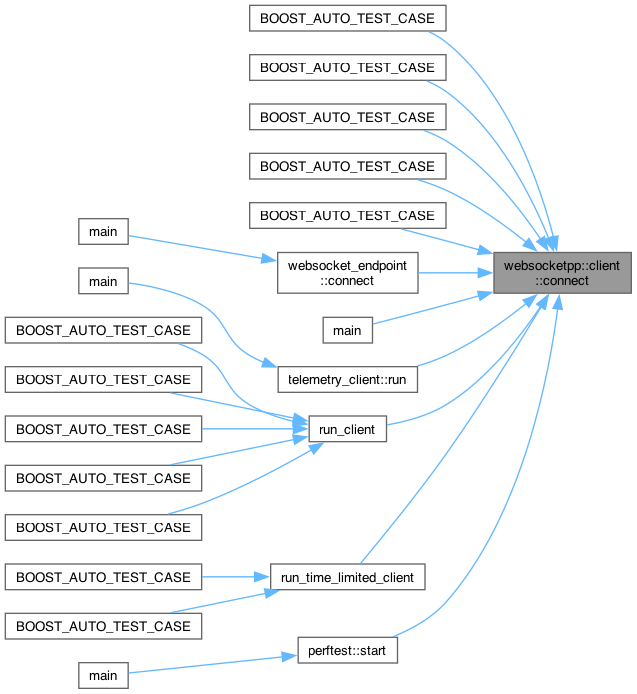 BOOST_AUTO_TEST_CASE
BOOST_AUTO_TEST_CASE
BOOST_AUTO_TEST_CASE
BOOST_AUTO_TEST_CASE
BOOST_AUTO_TEST_CASE
main
websocket_endpoint
::connect
websocketpp::client
::connect
main
main
telemetry_client::run
BOOST_AUTO_TEST_CASE
BOOST_AUTO_TEST_CASE
BOOST_AUTO_TEST_CASE
run_client
BOOST_AUTO_TEST_CASE
BOOST_AUTO_TEST_CASE
BOOST_AUTO_TEST_CASE
run_time_limited_client
BOOST_AUTO_TEST_CASE
perftest::start
main